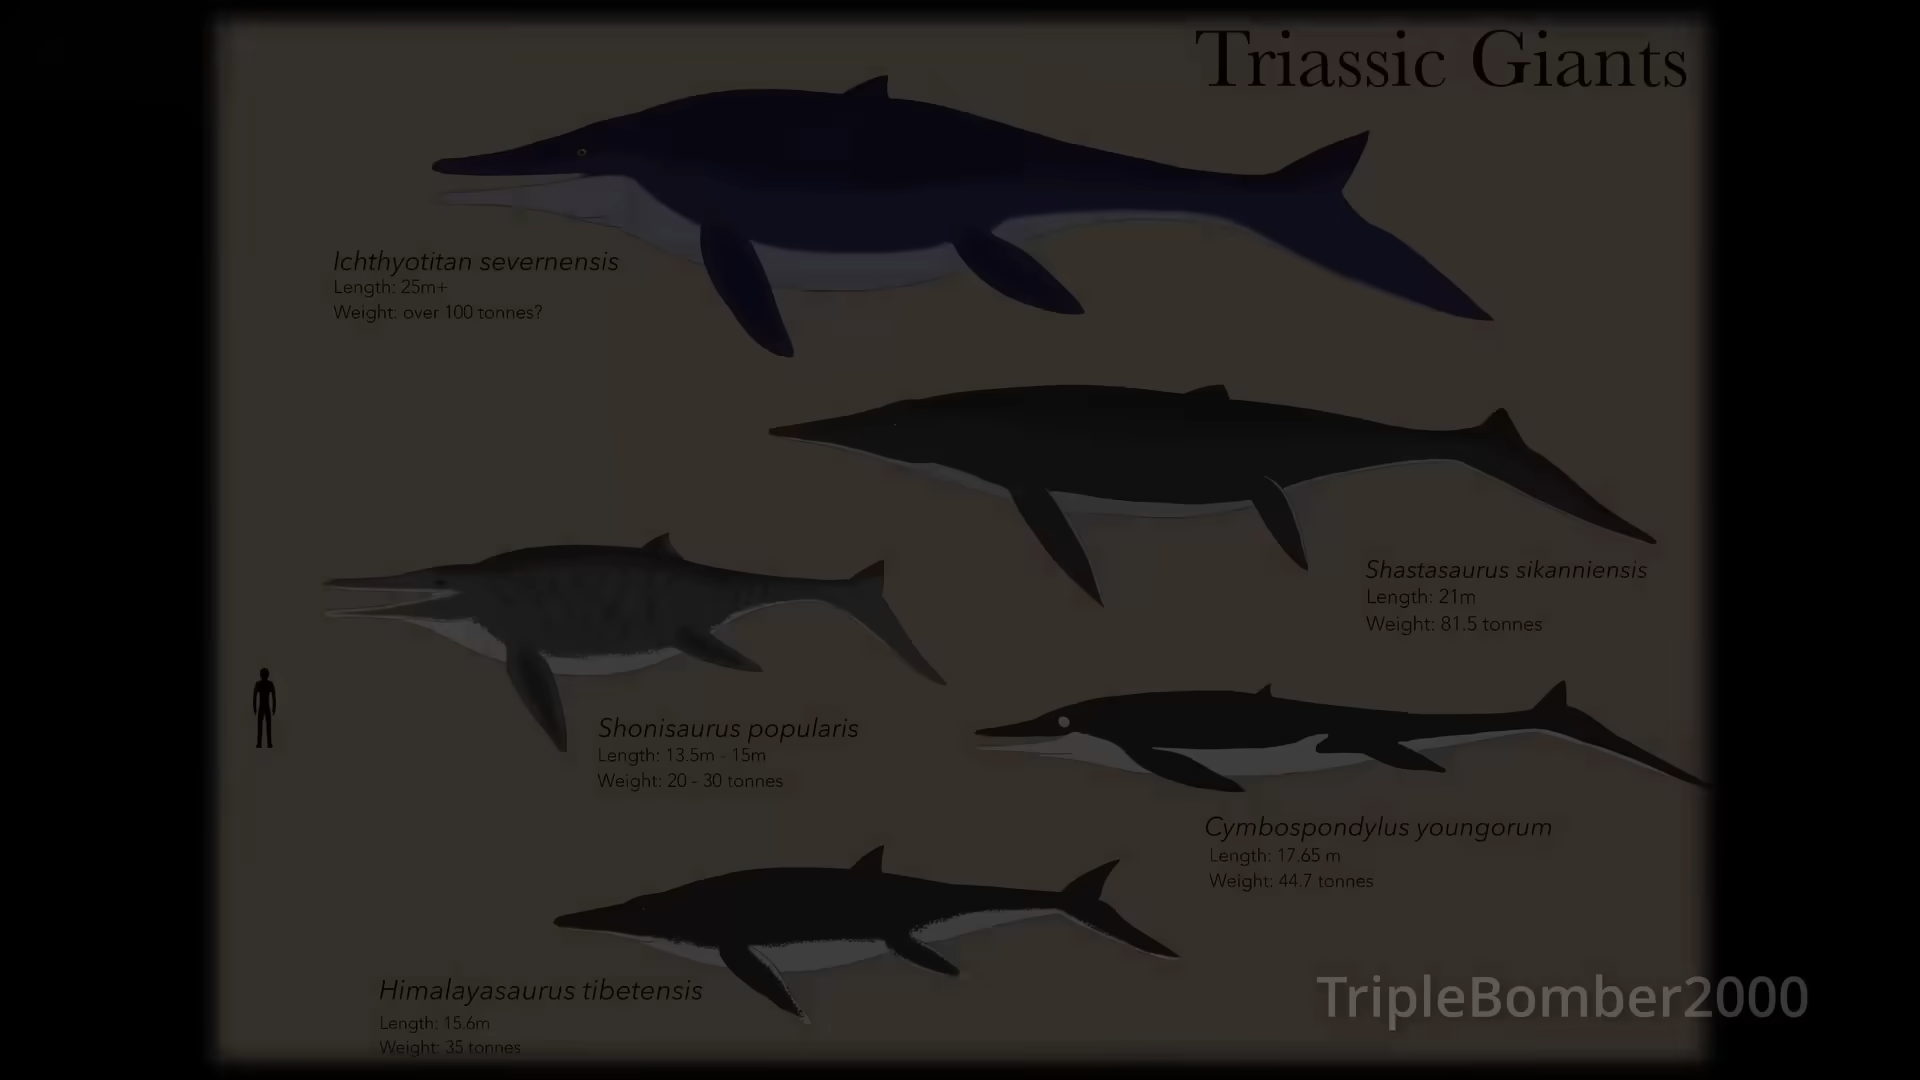 Triassic Giants
Ichthyotitan severnensis
Length: 25m+
Weight: over 100 tonnes?
Shastasaurus sikanniensis
Length: 21m
Weight: 81.5 tonnes
Shonisaurus popularis
Length: 13.5m - 15m
Weight: 20 - 30 tonnes
Cymbospondylus youngorum
Length: 17.65 m
Weight: 44.7 tonnes
Himalayasaurus tibetensis
Length: 15.6m
Weight: 35 tonnes
TripleBomber2000